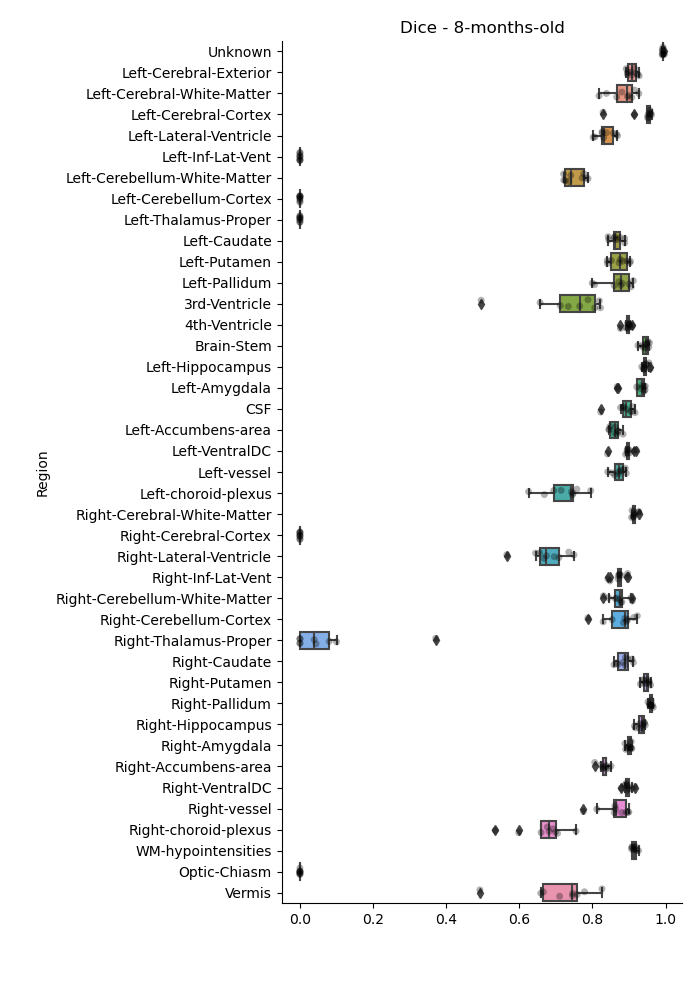 Dice - 8-months-old
Unknown
Left-Cerebral-Exterior
Left-Cerebral-White-Matter
Left-Cerebral-Cortex
Left-Lateral-Ventricle
Left-Inf-Lat-Vent
Left-Cerebellum-White-Matter
Left-Cerebellum-Cortex
Left-Thalamus-Proper
Left-Caudate
Left-Putamen
Left-Pallidum
3rd-Ventricle
4th-Ventricle
Brain-Stem
Left-Hippocampus
Left-Amygdala
CSF
Left-Accumbens-area
Left-VentralDC
Left-vessel
Left-choroid-plexus
Right-Cerebral-White-Matter
Right-Cerebral-Cortex
Right-Lateral-Ventricle
Right-Inf-Lat-Vent
Right-Cerebellum-White-Matter
Right-Cerebellum-Cortex
Right-Thalamus-Proper
Right-Caudate
Right-Putamen
Right-Pallidum
Right-Hippocampus
Right-Amygdala
Right-Accumbens-area
Right-VentralDC
Right-vessel
Right-choroid-plexus
WM-hypointensities
Optic-Chiasm
Vermis
Region
0.0 0.2 0.4 0.6 0.8 1.0